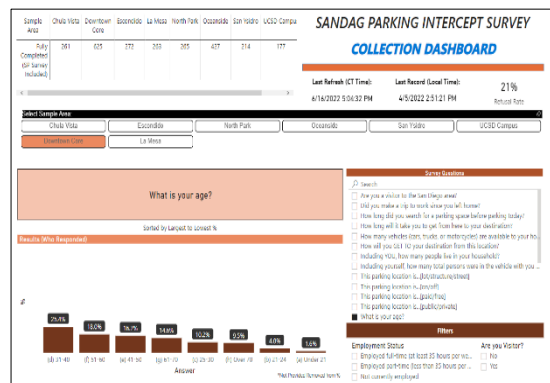 SANDAG PARKING INTERCEPT SURVEY
COLLECTION DASHBOARD
Sample Area Chula Vista Downtown Core Escondido La Mesa North Park Oceanside San Ysidro UCSD Campu
Fully Completed (SP Survey Included) 261 625 272 263 265 427 214 177
Last Refresh (CT Time): Last Record (Local Time):
6/16/2022 5:04:32 PM 4/5/2022 2:51:21 PM
21%
Refusal Rate
Select Sample Area:
Chula Vista Escondido North Park Oceanside San Ysidro UCSD Campus
Downtown Core La Mesa
What is your age?
Sorted by Largest to Lowest %
Results (Who Responded)
%
25.4% 18.0% 16.7% 14.6% 10.2% 9.5% 4.0% 1.6%
(d) 31-40 (f) 51-60 (e) 41-50 (g) 61-70 (c) 25-30 (h) Over 70 (b) 21-24 (a) Under 21
Answer
*Not Provided Removed from %
Survey Questions
Search
Are you a visitor to the San Diego area?
Did you make a trip to work since you left home?
How long did you search for a parking space before parking today?
How long will it take you to get from here to your destination?
How many vehicles (cars, trucks, or motorcycles) are available to your ho...
How will you GET TO your destination from this location?
Including YOU, how many people live in your household?
Including yourself, how many total persons were in the vehicle with you ...
This parking location is...[lot/structure/street]
This parking location is...[on/off]
This parking location is...[paid/free]
This parking location is...[public/private]
What is your age?
Filters
Employment Status Are you Visitor?
Employed full-time (at least 35 hours per we... No
Employed part-time (less than 35 hours per ... Yes
Not currently employed